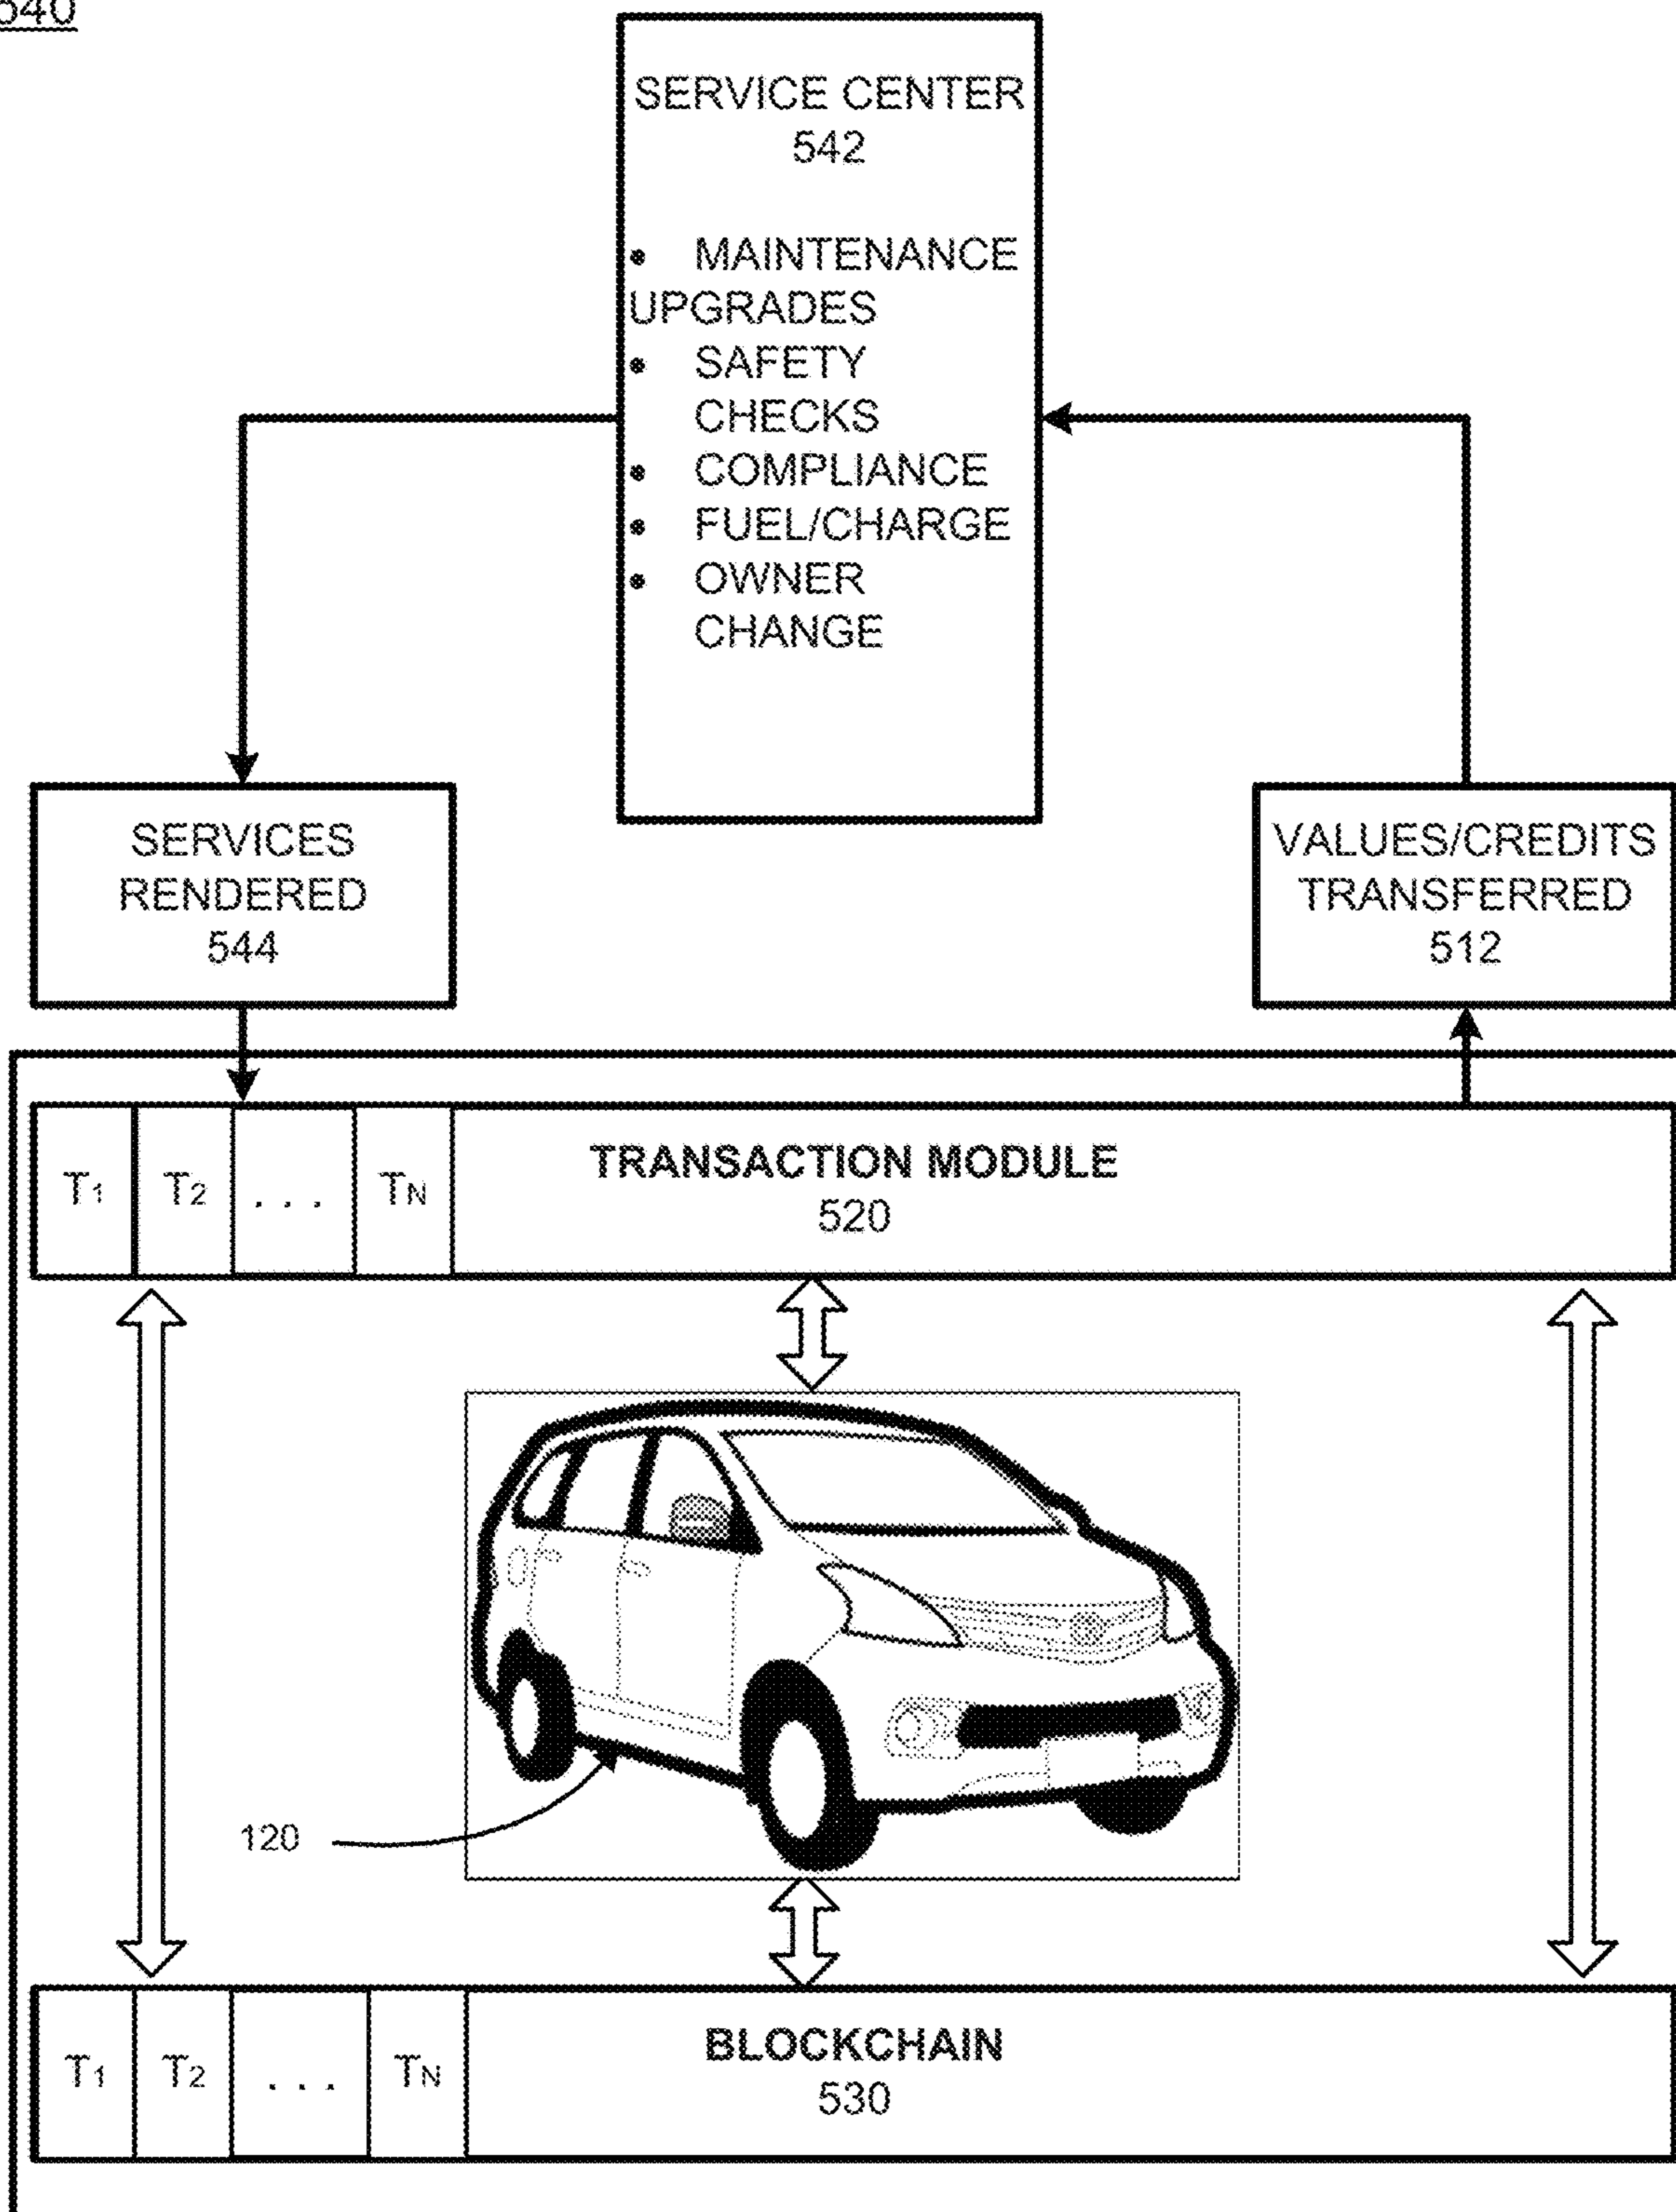 540
SERVICE CENTER
542
• MAINTENANCE
UPGRADES
• SAFETY
CHECKS
• COMPLIANCE
• FUEL/CHARGE
• OWNER
CHANGE
SERVICES
RENDERED
544
VALUES/CREDITS
TRANSFERRED
512
T1 T2 . . . TN
TRANSACTION MODULE
520
120
T1 T2 . . . TN
BLOCKCHAIN
530